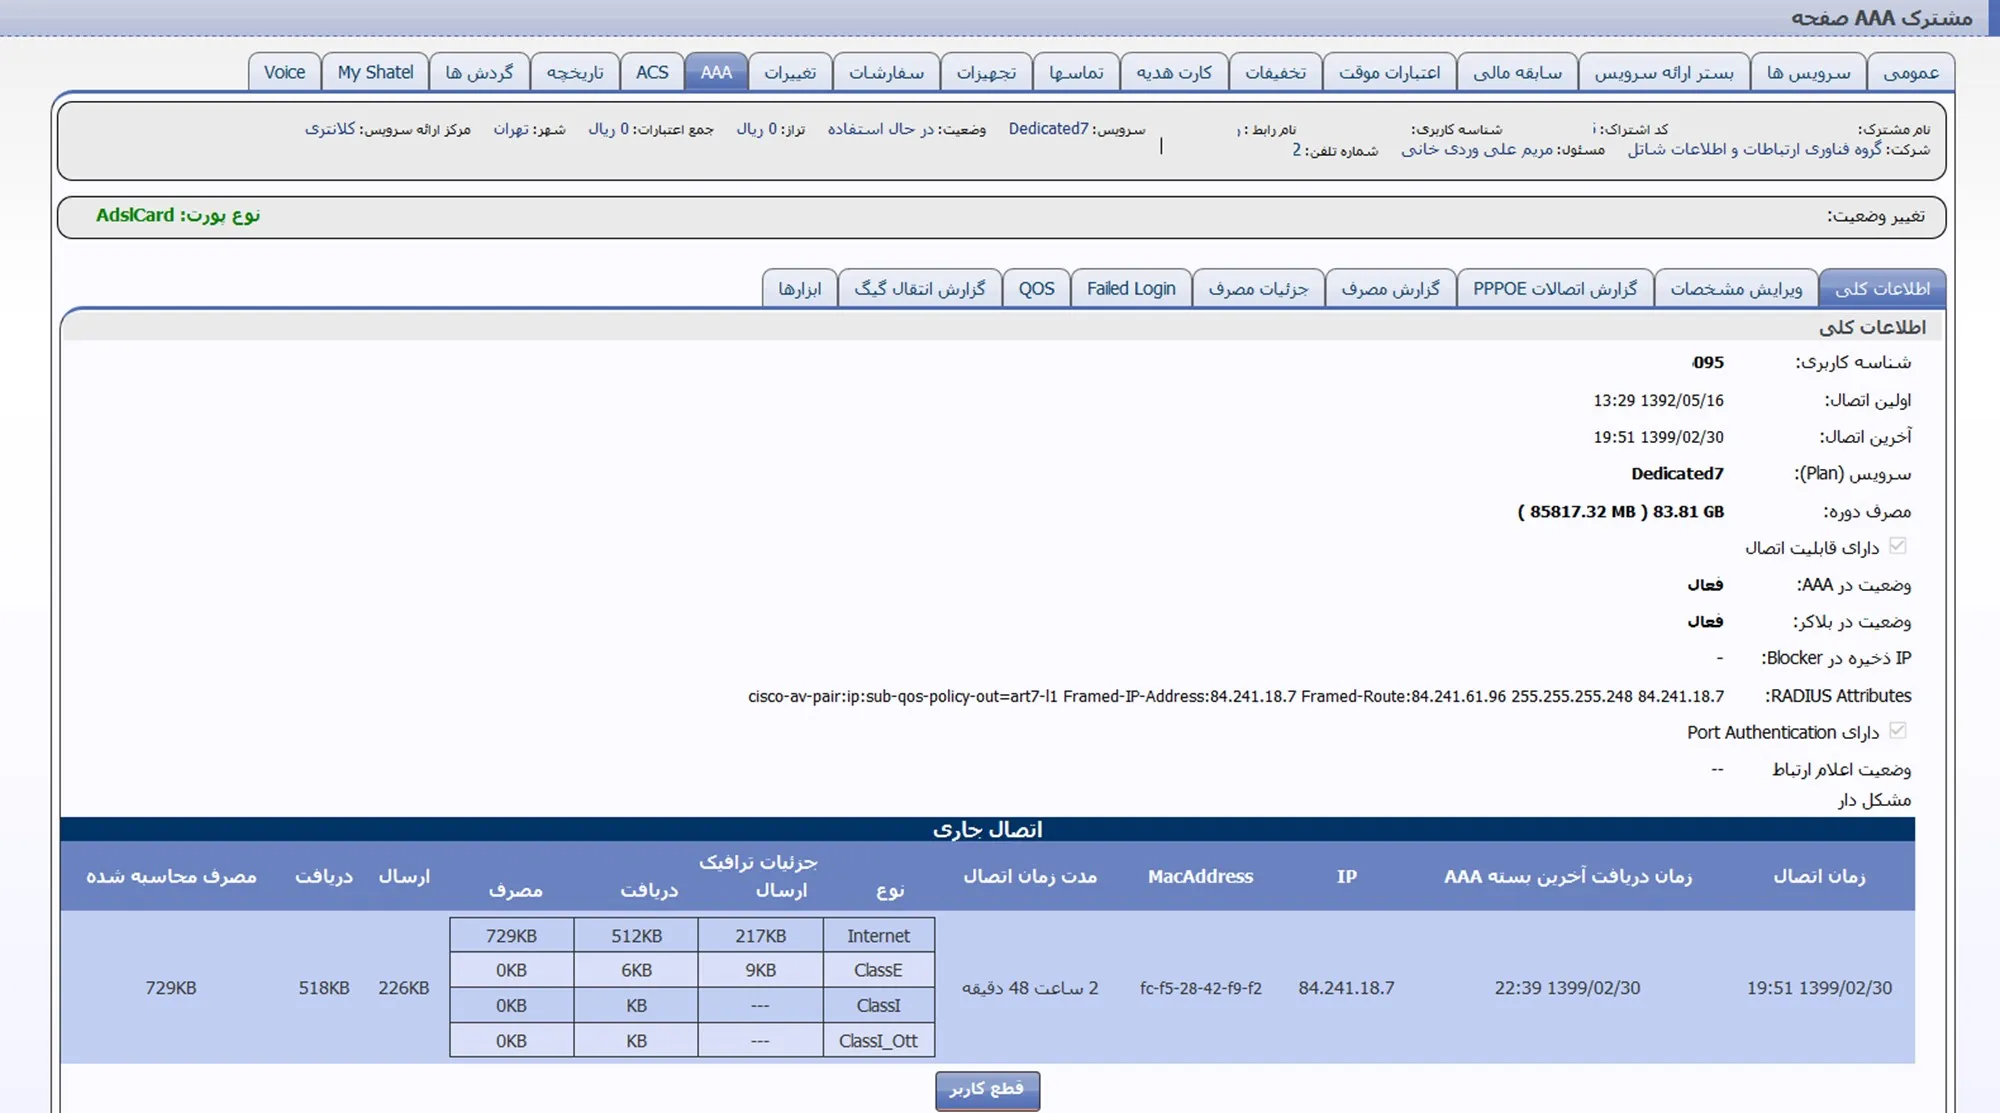 مشترک AAA صفحه
عمومی سرویس ها بستر ارائه سرویس سابقه مالی اعتبارات موقت تخفیفات کارت هدیه تماسها تجهیزات سفارشات تغییرات AAA ACS تاریخچه گردش ها My Shatel Voice
نام مشترک: کد اشتراک: شناسه کاربری: نام رابط : سرویس: Dedicated7 وضعیت: در حال استفاده تراز: 0 ریال جمع اعتبارات: 0 ریال شهر: تهران مرکز ارائه سرویس: کلانتری
شرکت: گروه فناوری ارتباطات و اطلاعات شاتل مسئول: مریم علی وردی خانی شماره تلفن: 2
تغییر وضعیت: نوع پورت: AdslCard
اطلاعات کلی ویرایش مشخصات گزارش اتصالات PPPOE گزارش مصرف جزئیات مصرف Failed Login QOS گزارش انتقال گیگ ابزارها
اطلاعات کلی
شناسه کاربری: 095
اولین اتصال: 1392/05/16 13:29
آخرین اتصال: 1399/02/30 19:51
سرویس (Plan): Dedicated7
مصرف دوره: 83.81 GB ( 85817.32 MB )
دارای قابلیت اتصال
وضعیت در AAA: فعال
وضعیت در بلاکر: فعال
IP ذخیره در Blocker: -
RADIUS Attributes: cisco-av-pair:ip:sub-qos-policy-out=art7-l1 Framed-IP-Address:84.241.18.7 Framed-Route:84.241.61.96 255.255.255.248 84.241.18.7
دارای Port Authentication
وضعیت اعلام ارتباط --
مشکل دار
اتصال جاری
زمان اتصال زمان دریافت آخرین بسته AAA IP MacAddress مدت زمان اتصال جزئیات ترافیک ارسال دریافت مصرف محاسبه شده
نوع ارسال دریافت مصرف
Internet 217KB 512KB 729KB
ClassE 9KB 6KB 0KB
1399/02/30 19:51 1399/02/30 22:39 84.241.18.7 fc-f5-28-42-f9-f2 2 ساعت 48 دقیقه 226KB 518KB 729KB
ClassI --- KB 0KB
ClassI_Ott --- KB 0KB
قطع کاربر